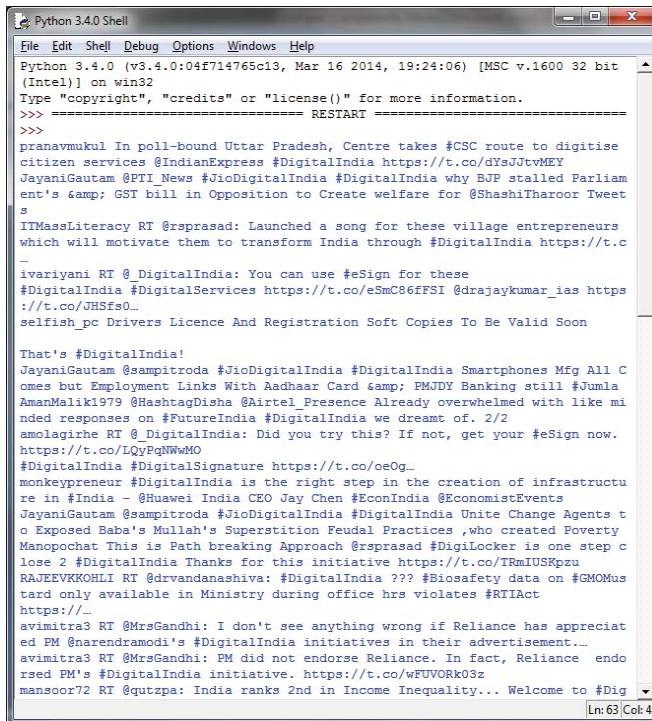 Python 3.4.0 Shell
File Edit Shell Debug Options Windows Help
Python 3.4.0 (v3.4.0:04f714765c13, Mar 16 2014, 19:24:06) [MSC v.1600 32 bit
(Intel)] on win32
Type "copyright", "credits" or "license()" for more information.
>>> ================================ RESTART ================================
>>>
pranavmukul In poll-bound Uttar Pradesh, Centre takes #CSC route to digitise
citizen services @IndianExpress #DigitalIndia https://t.co/dYsJJtvMEY
JayaniGautam @PTI_News #JioDigitalIndia #DigitalIndia why BJP stalled Parliam
ent's &amp; GST bill in Opposition to Create welfare for @ShashiTharoor Tweet
s
ITMassLiteracy RT @rsprasad: Launched a song for these village entrepreneurs
which will motivate them to transform India through #DigitalIndia https://t.c
…
ivariyani RT @_DigitalIndia: You can use #eSign for these
#DigitalIndia #DigitalServices https://t.co/eSmC86fFSI @drajaykumar_ias https
://t.co/JHSfs0…
selfish_pc Drivers Licence And Registration Soft Copies To Be Valid Soon
That's #DigitalIndia!
JayaniGautam @sampitroda #JioDigitalIndia #DigitalIndia Smartphones Mfg All C
omes but Employment Links With Aadhaar Card &amp; PMJDY Banking still #Jumla
AmanMalik1979 @HashtagDisha @Airtel_Presence Already overwhelmed with like mi
nded responses on #FutureIndia #DigitalIndia we dreamt of. 2/2
amolagirhe RT @_DigitalIndia: Did you try this? If not, get your #eSign now.
https://t.co/LQyPqNWwMO
#DigitalIndia #DigitalSignature https://t.co/oeOg…
monkeypreneur #DigitalIndia is the right step in the creation of infrastructu
re in #India - @Huawei India CEO Jay Chen #EconIndia @EconomistEvents
JayaniGautam @sampitroda #JioDigitalIndia #DigitalIndia Unite Change Agents t
o Exposed Baba's Mullah's Superstition Feudal Practices ,who created Poverty
Manopochat This is Path breaking Approach @rsprasad #DigiLocker is one step c
lose 2 #DigitalIndia Thanks for this initiative https://t.co/TRmIUSKpzu
RAJEEVKKOHLI RT @drvandanashiva: #DigitalIndia ??? #Biosafety data on #GMOMus
tard only available in Ministry during office hrs violates #RTIAct
https://…
avimitra3 RT @MrsGandhi: I don't see anything wrong if Reliance has appreciat
ed PM @narendramodi's #DigitalIndia initiatives in their advertisement.…
avimitra3 RT @MrsGandhi: PM did not endorse Reliance. In fact, Reliance  endo
rsed PM's #DigitalIndia initiative. https://t.co/wFUVORk03z
mansoor72 RT @qutzpa: India ranks 2nd in Income Inequality... Welcome to #Dig
Ln: 63 Col: 4